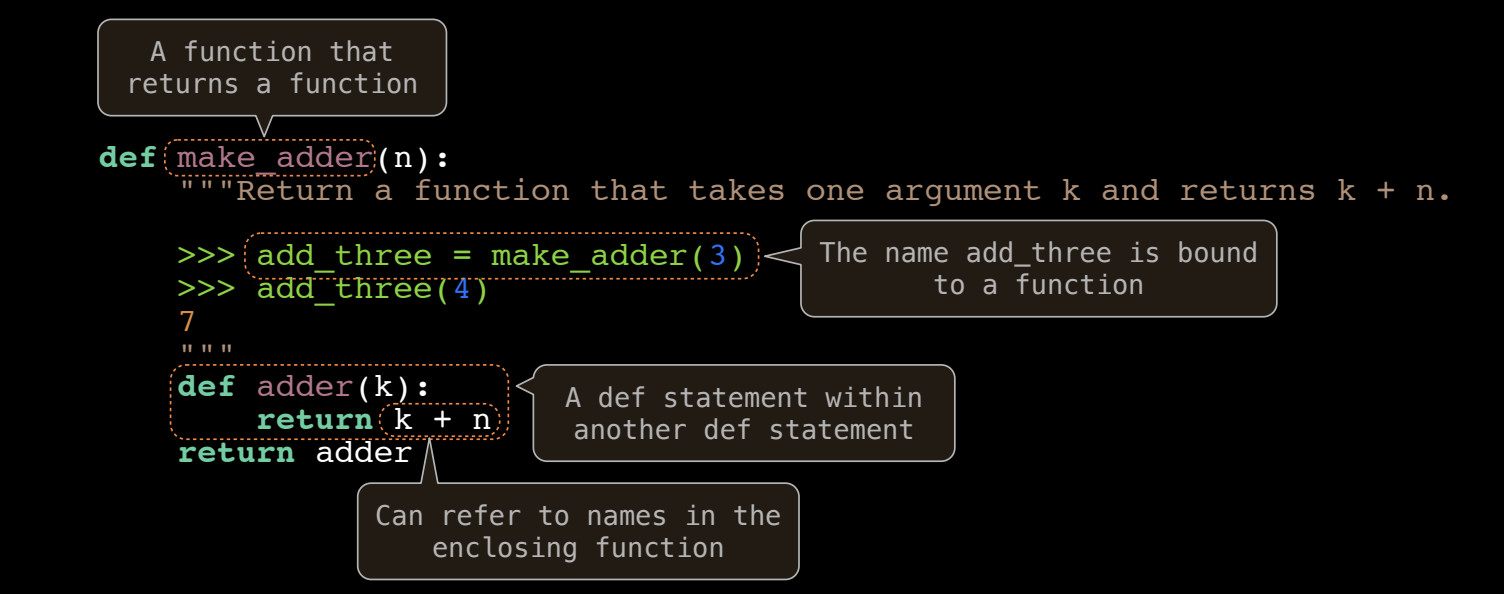 A function that
returns a function
def make_adder(n):
"""Return a function that takes one argument k and returns k + n.
>>> add_three = make_adder(3)
The name add_three is bound
to a function
>>> add_three(4)
7
"""
def adder(k):
return k + n
A def statement within
another def statement
return adder
Can refer to names in the
enclosing function